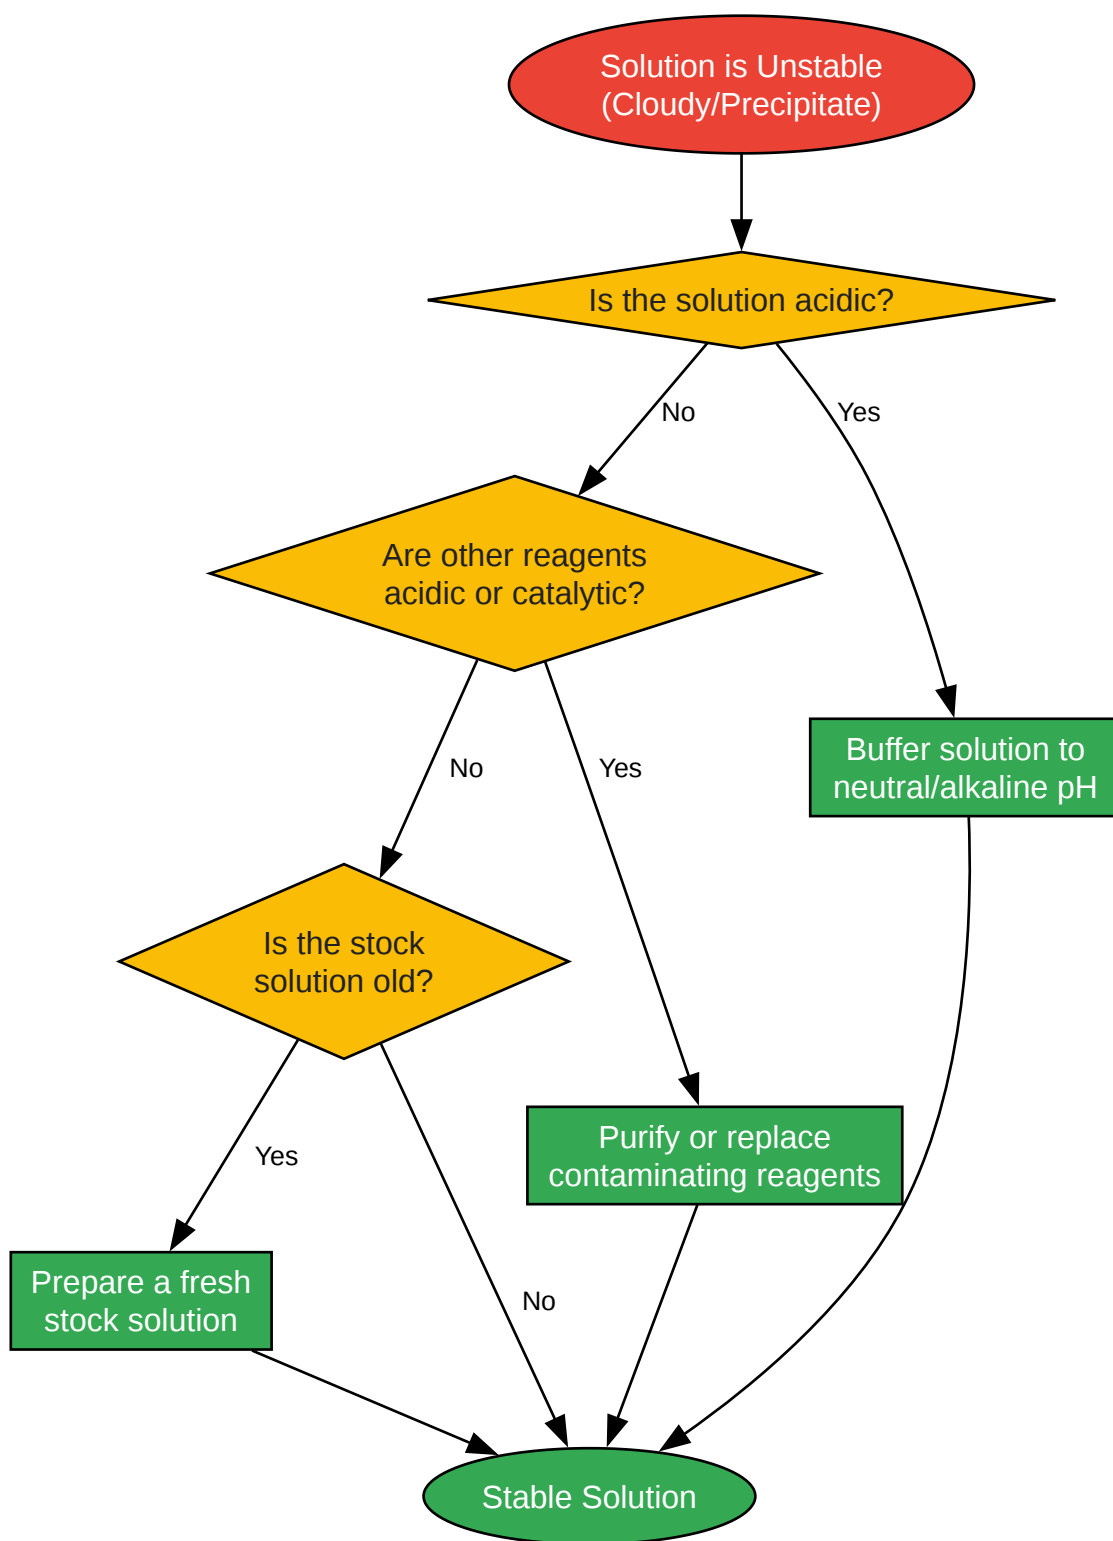 Solution is Unstable
(Cloudy/Precipitate)
Is the solution acidic?
No
Yes
Are other reagents
acidic or catalytic?
Buffer solution to
neutral/alkaline pH
No
Yes
Is the stock
solution old?
Purify or replace
contaminating reagents
Yes
Prepare a fresh
stock solution
No
Stable Solution